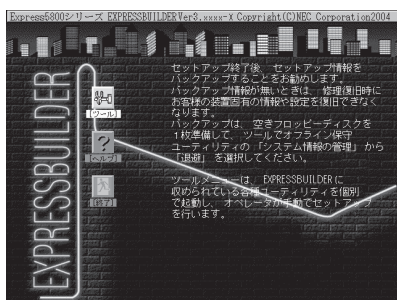 Express5800シリーズ EXPRESSBUILDER Ver3.xxxx-X Copyright(C)NEC Corporation2004
EXPRESSBUILDER
[ツール]
[ヘルプ]
[終了]
セットアップ終了後、セットアップ情報を
バックアップすることをお勧めします。
バックアップ情報が無いときは、修理復旧時に
お客様の装置固有の情報や設定を復旧できなく
なります。
バックアップは、空きフロッピーディスクを
1枚準備して、ツールでオフライン保守
ユーティリティの「システム情報の管理」から
「退避」を選択してください。
ツールメニューは、EXPRESSBUILDERに
収められている各種ユーティリティを個別
で起動し、オペレータが手動でセットアップ
を行います。